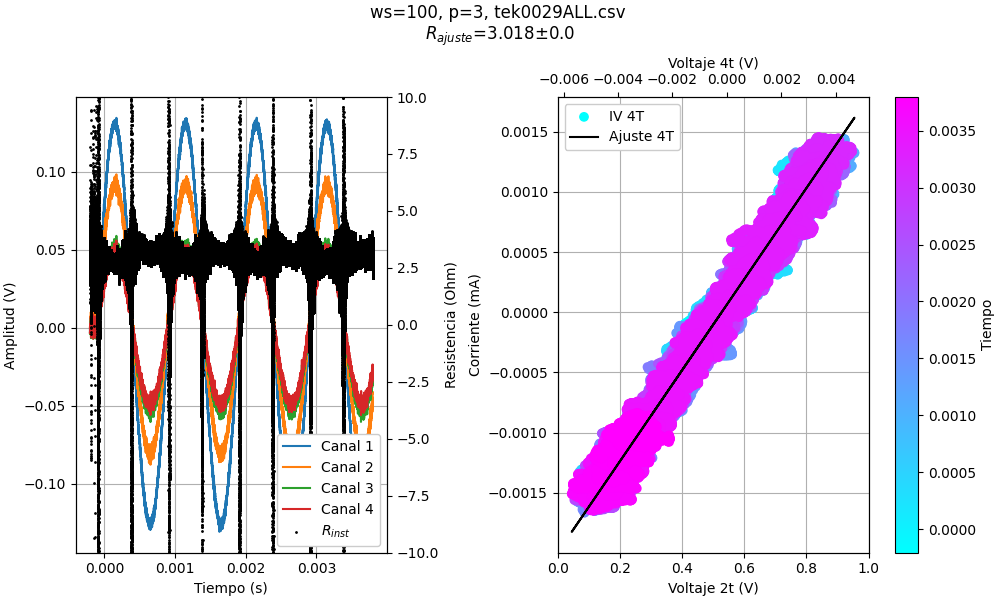 ws=100, p=3, tek0029ALL.csv
R_ajuste=3.018±0.0
Amplitud (V)
0.10
0.05
0.00
−0.05
−0.10
0.000 0.001 0.002 0.003
Tiempo (s)
10.0
7.5
5.0
2.5
0.0
−2.5
−5.0
−7.5
−10.0
Resistencia (Ohm)
Canal 1
Canal 2
Canal 3
Canal 4
R_inst
Voltaje 4t (V)
−0.006 −0.004 −0.002 0.000 0.002 0.004
IV 4T
Ajuste 4T
Corriente (mA)
0.0015
0.0010
0.0005
0.0000
−0.0005
−0.0010
−0.0015
0.0 0.2 0.4 0.6 0.8 1.0
Voltaje 2t (V)
0.0035
0.0030
0.0025
0.0020
0.0015
0.0010
0.0005
0.0000
Tiempo